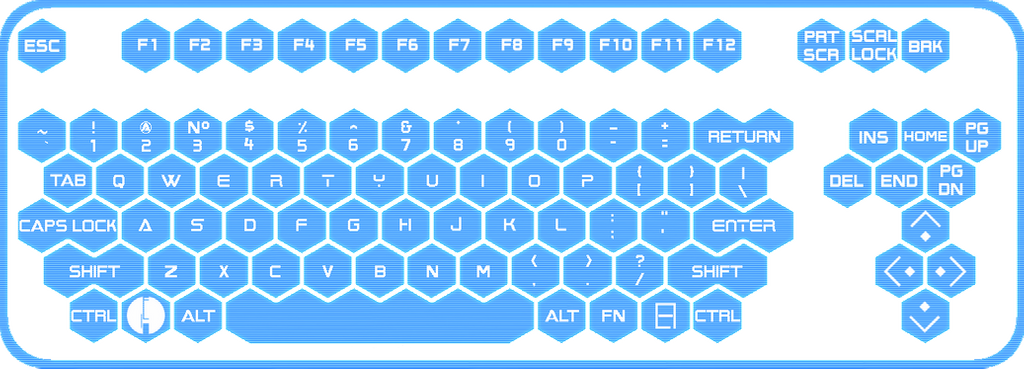 ESC F1 F2 F3 F4 F5 F6 F7 F8 F9 F10 F11 F12 PRT SCR SCRL LOCK BRK
~ ` ! 1 2 Nº 3 $ 4 ⁒ 5 ^ 6 & 7 * 8 ( 9 ) 0 _ - + = RETURN INS HOME PG UP
TAB Q W E R T Y U I O P { [ } ] | \ DEL END PG DN
CAPS LOCK A S D F G H J K L : ; " ' ENTER
SHIFT Z X C V B N M 〈 . 〉 . ? / SHIFT
CTRL ALT ALT FN CTRL